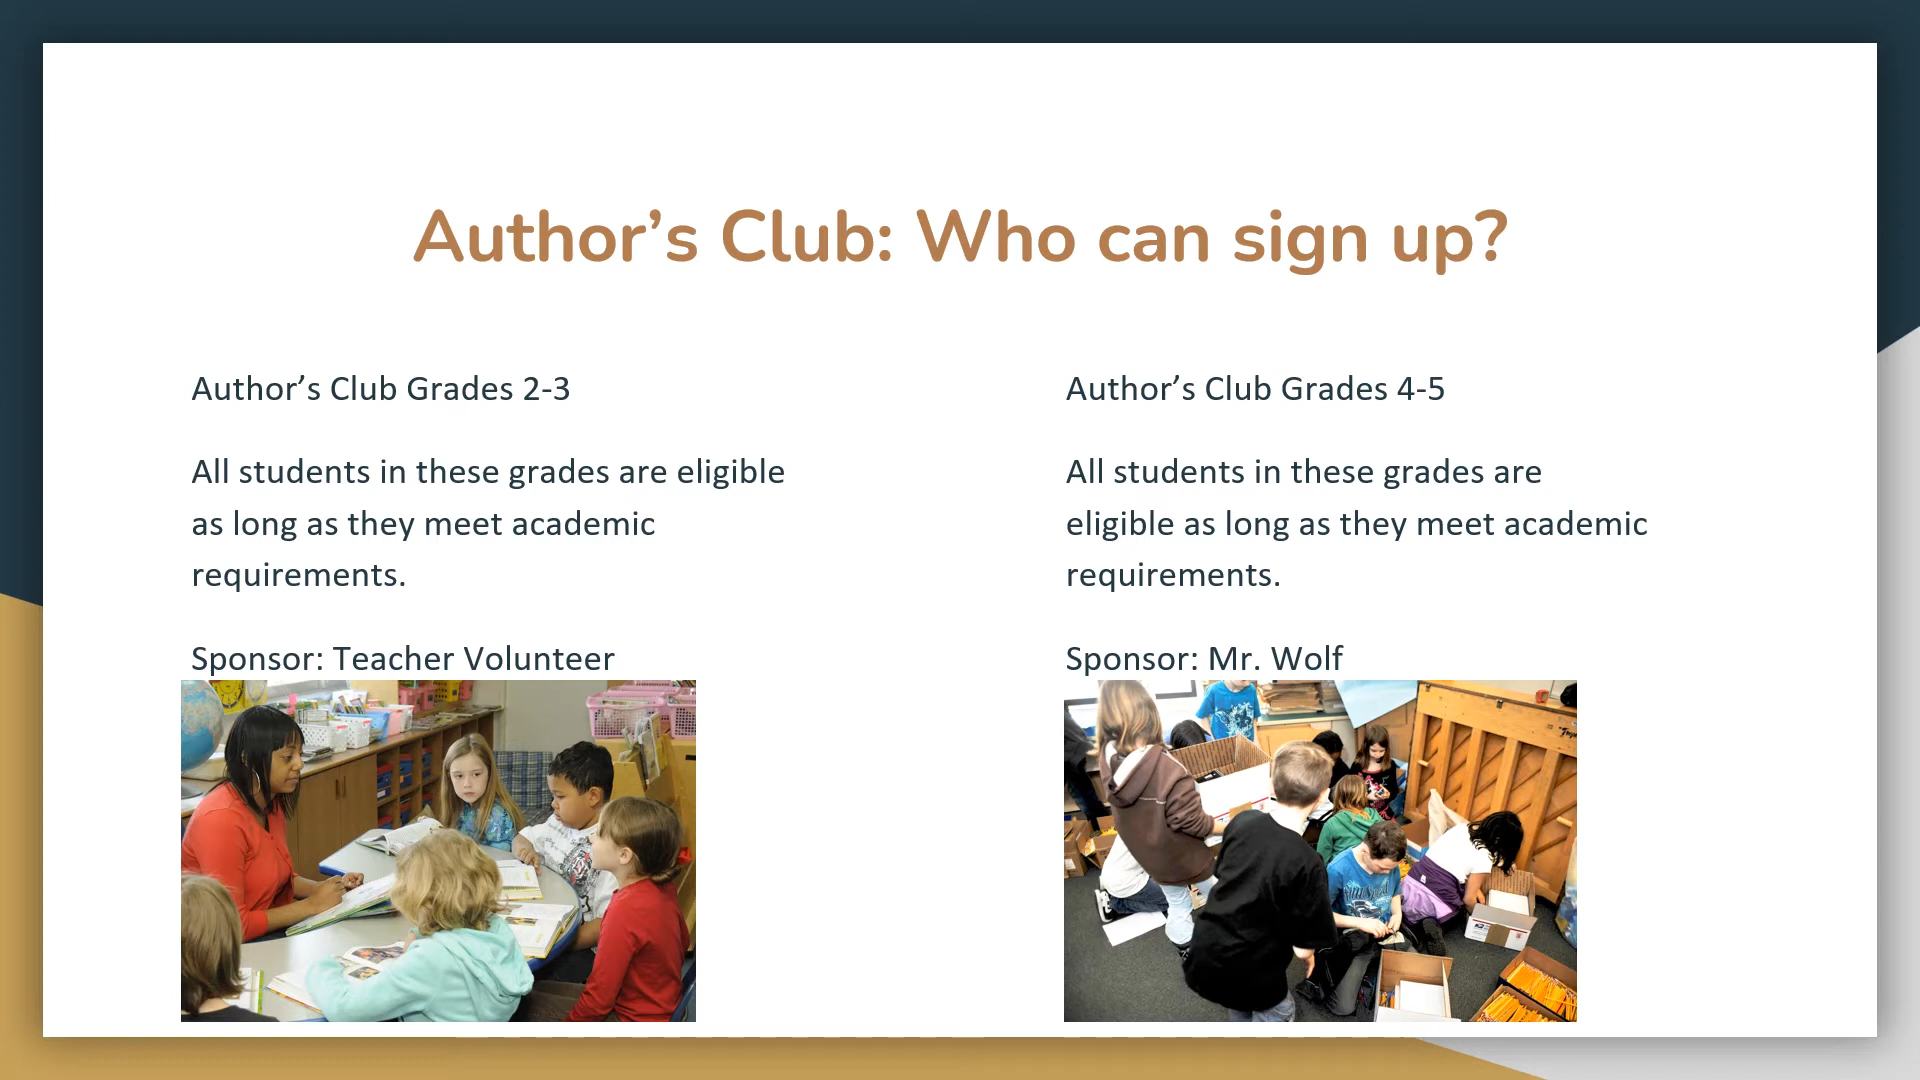 Author’s Club: Who can sign up?
Author’s Club Grades 2-3
All students in these grades are eligible
as long as they meet academic
requirements.
Sponsor: Teacher Volunteer
Author’s Club Grades 4-5
All students in these grades are
eligible as long as they meet academic
requirements.
Sponsor: Mr. Wolf